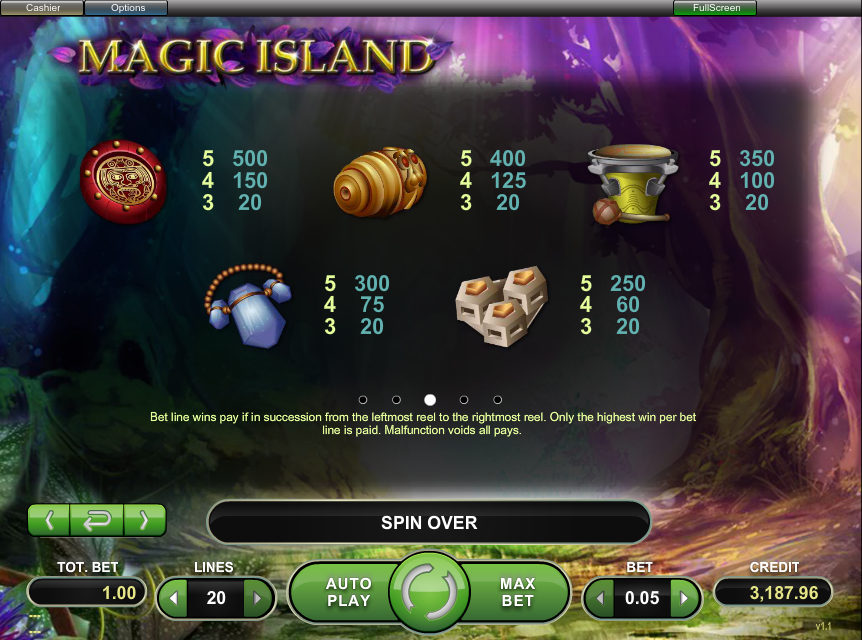 Cashier
Options
FullScreen
MAGIC ISLAND
5 500
4 150
3 20
5 400
4 125
3 20
5 350
4 100
3 20
5 300
4 75
3 20
5 250
4 60
3 20
Bet line wins pay if in succession from the leftmost reel to the rightmost reel. Only the highest win per bet
line is paid. Malfunction voids all pays.
SPIN OVER
TOT. BET
1.00
LINES
20
AUTO
PLAY
MAX
BET
BET
0.05
CREDIT
3,187.96
v1.1